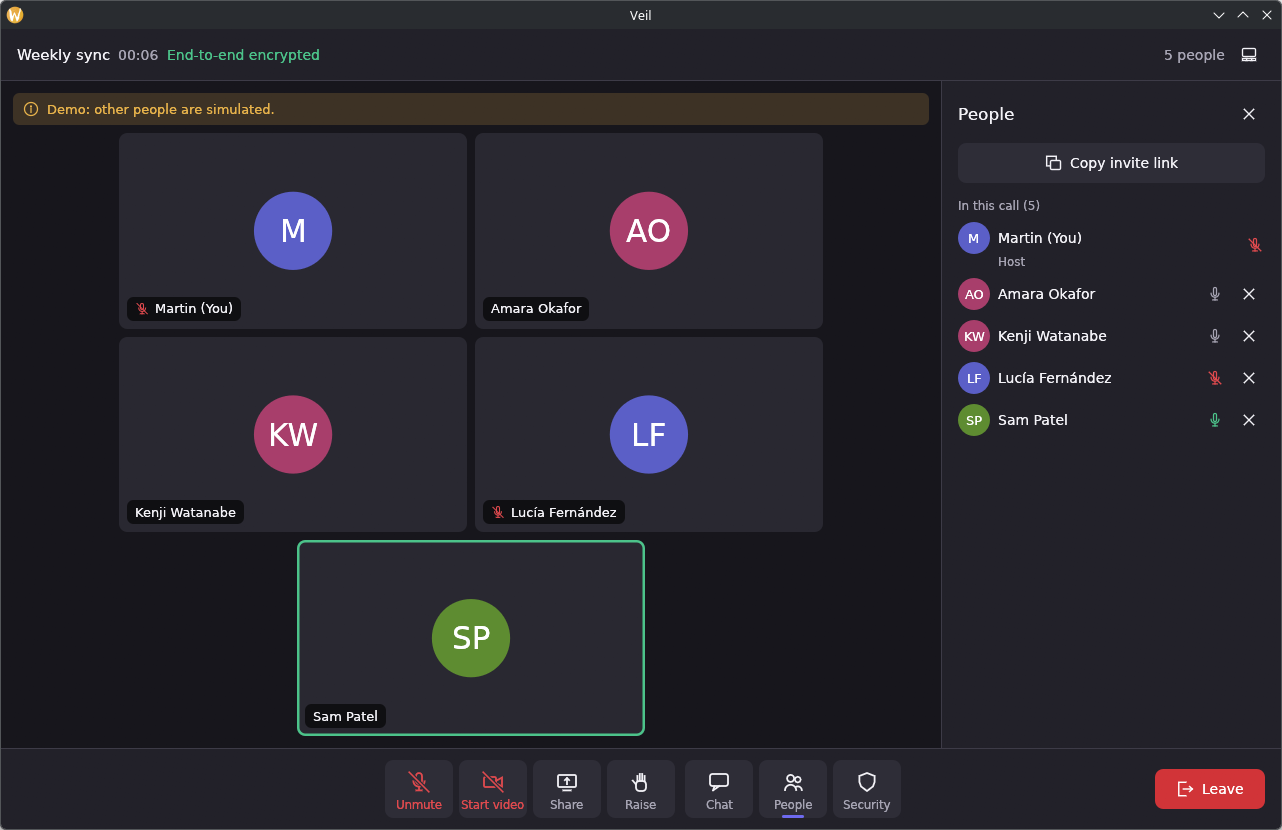 Veil
Weekly sync 00:06 End-to-end encrypted
5 people
Demo: other people are simulated.
M
Martin (You)
AO
Amara Okafor
KW
Kenji Watanabe
LF
Lucía Fernández
SP
Sam Patel
People
Copy invite link
In this call (5)
M Martin (You)
Host
AO Amara Okafor
KW Kenji Watanabe
LF Lucía Fernández
SP Sam Patel
Unmute
Start video
Share
Raise
Chat
People
Security
Leave